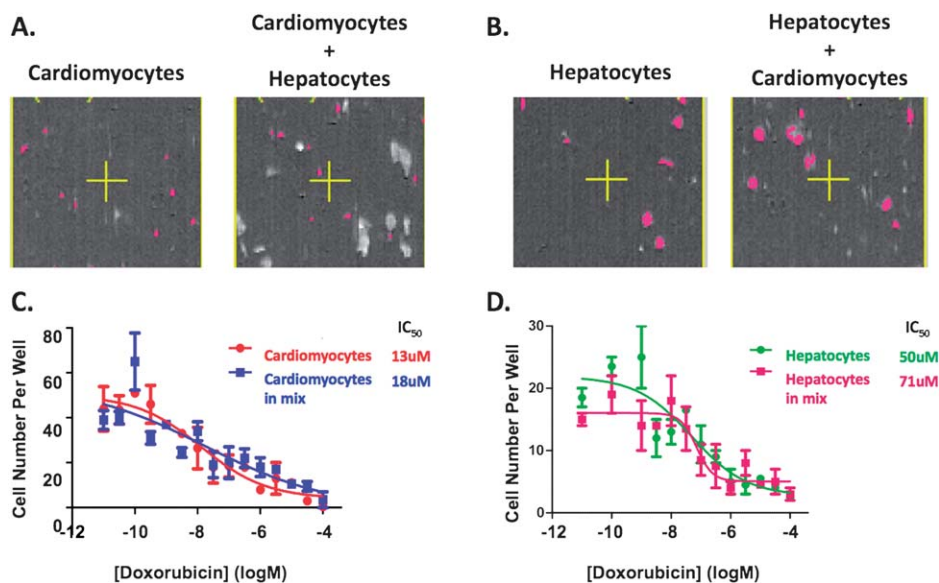 A.
Cardiomyocytes
Cardiomyocytes
+
Hepatocytes
B.
Hepatocytes
Hepatocytes
+
Cardiomyocytes
C.
Cell Number Per Well
80
60
40
20
0
-12
-10
-8
-6
-4
[Doxorubicin] (logM)
IC50
Cardiomyocytes 13uM
Cardiomyocytes 18uM
in mix
D.
Cell Number Per Well
30
20
10
0
-12
-10
-8
-6
-4
[Doxorubicin] (logM)
IC50
Hepatocytes 50uM
Hepatocytes 71uM
in mix